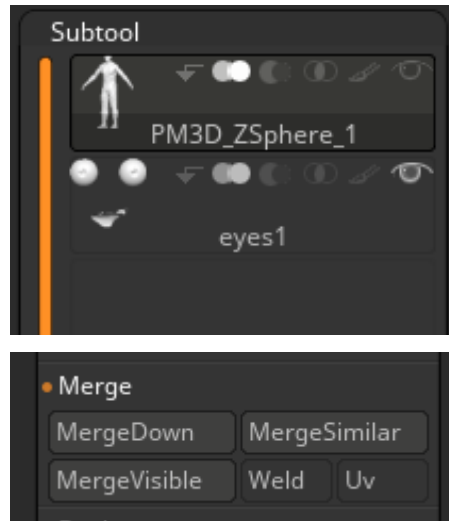 Subtool
PM3D_ZSphere_1
eyes1
Merge
MergeDown MergeSimilar
MergeVisible Weld Uv